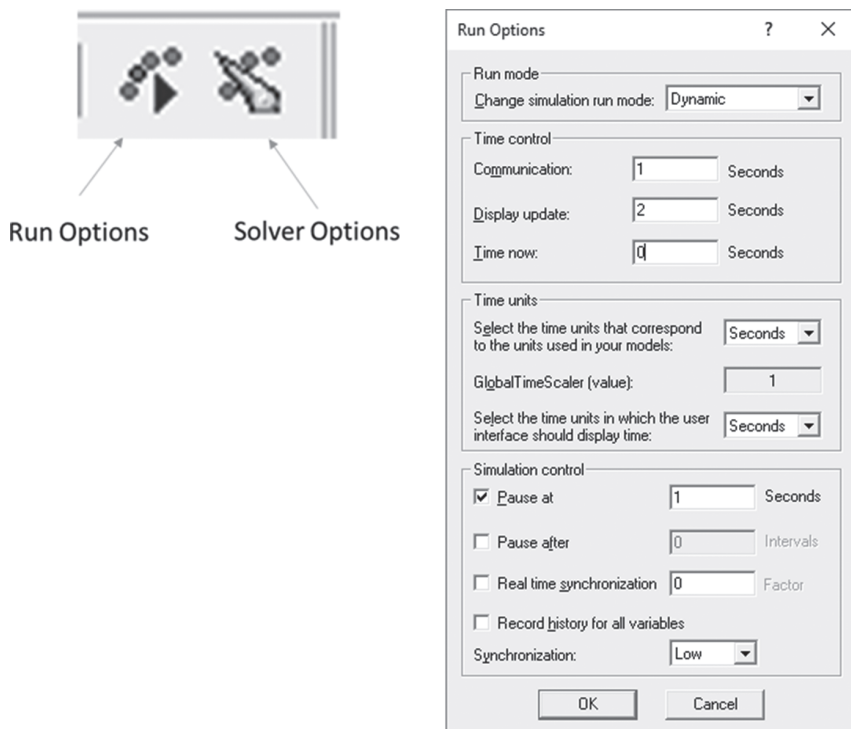 Run Options
Solver Options
Run Options ? ×
Run mode
Change simulation run mode: Dynamic
Time control
Communication: 1 Seconds
Display update: 2 Seconds
Time now: 0 Seconds
Time units
Select the time units that correspond
to the units used in your models: Seconds
GlobalTimeScaler (value): 1
Select the time units in which the user
interface should display time: Seconds
Simulation control
Pause at 1 Seconds
Pause after 0 Intervals
Real time synchronization 0 Factor
Record history for all variables
Synchronization: Low
OK Cancel